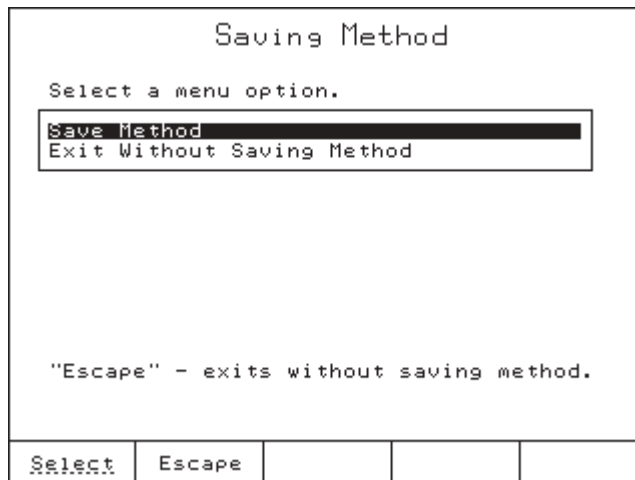 Saving Method
Select a menu option.
Save Method
Exit Without Saving Method
"Escape" - exits without saving method.
Select Escape